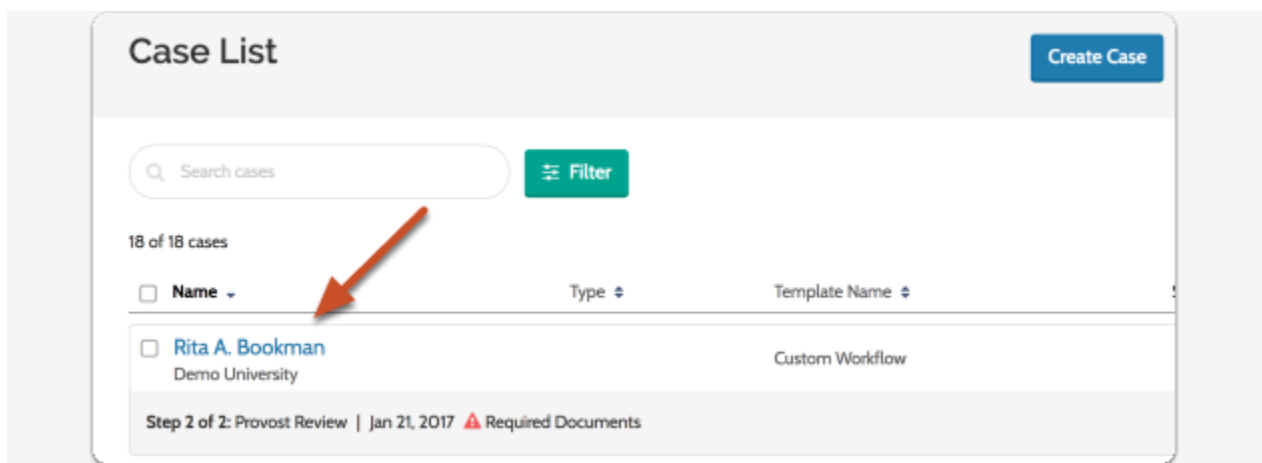 Case List
Create Case
Search cases
Filter
18 of 18 cases
Name Type Template Name
Rita A. Bookman
Demo University
Custom Workflow
Step 2 of 2: Provost Review | Jan 21, 2017 Required Documents